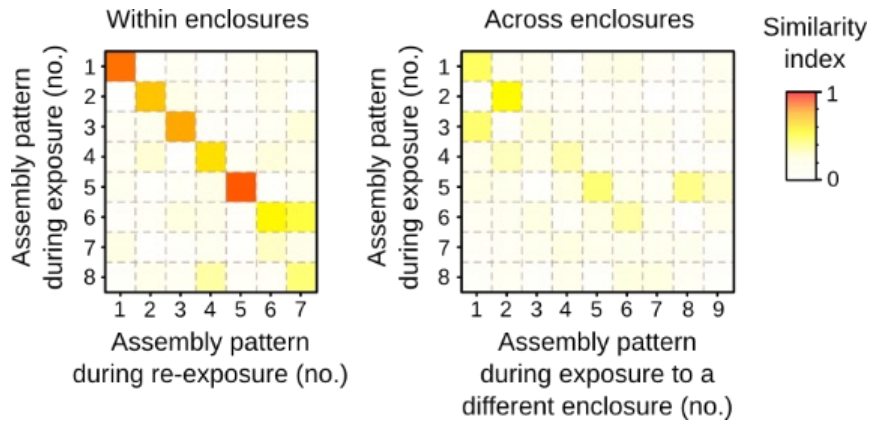 Within enclosures
Across enclosures
Similarity
index
Assembly pattern
during exposure (no.)
1
2
3
4
5
6
7
8
1 2 3 4 5 6 7
Assembly pattern
during re-exposure (no.)
Assembly pattern
during exposure (no.)
1
2
3
4
5
6
7
8
1 2 3 4 5 6 7 8 9
Assembly pattern
during exposure to a
different enclosure (no.)
1
0